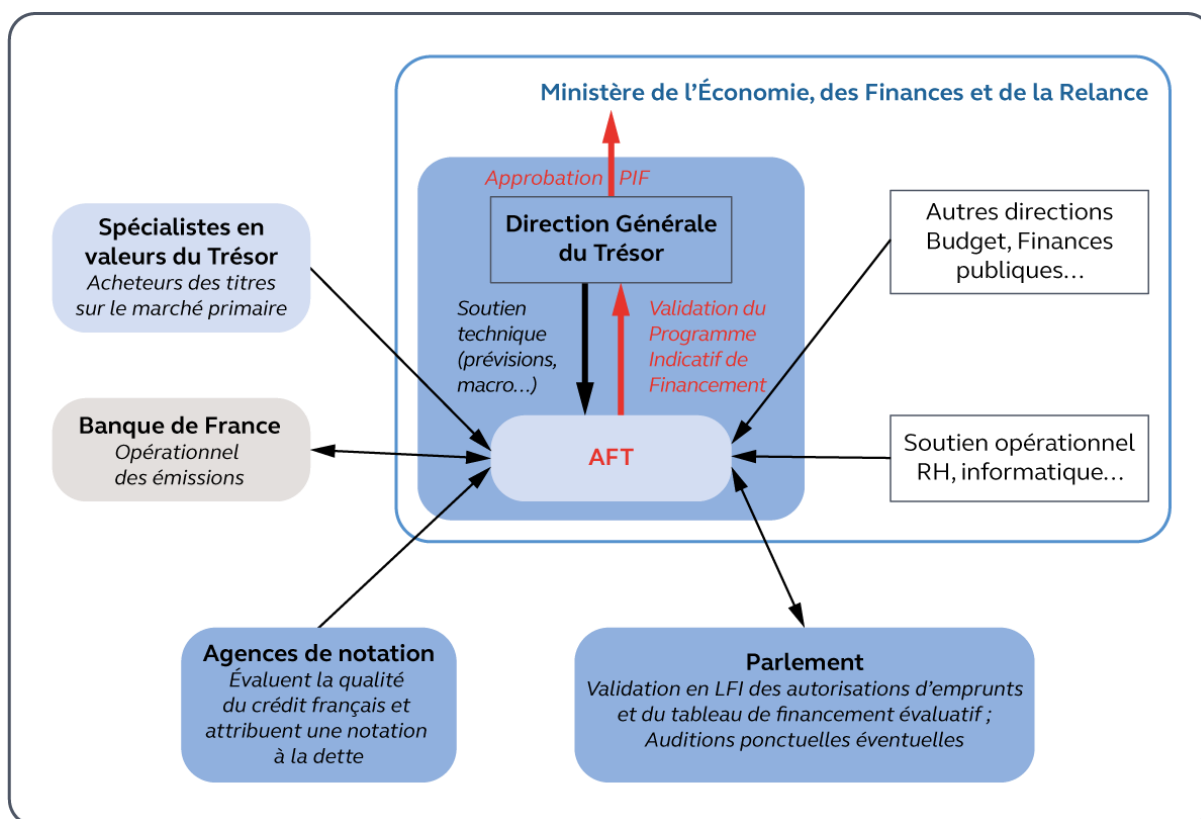 Ministère de l’Économie, des Finances et de la Relance
Approbation PIF
Direction Générale
du Trésor
Spécialistes en
valeurs du Trésor
Acheteurs des titres
sur le marché primaire
Autres directions
Budget, Finances
publiques…
Soutien
technique
(prévisions,
macro…)
Validation du
Programme
Indicatif de
Financement
Banque de France
Opérationnel
des émissions
AFT
Soutien opérationnel
RH, informatique…
Agences de notation
Évaluent la qualité
du crédit français et
attribuent une notation
à la dette
Parlement
Validation en LFI des autorisations d’emprunts
et du tableau de financement évaluatif ;
Auditions ponctuelles éventuelles